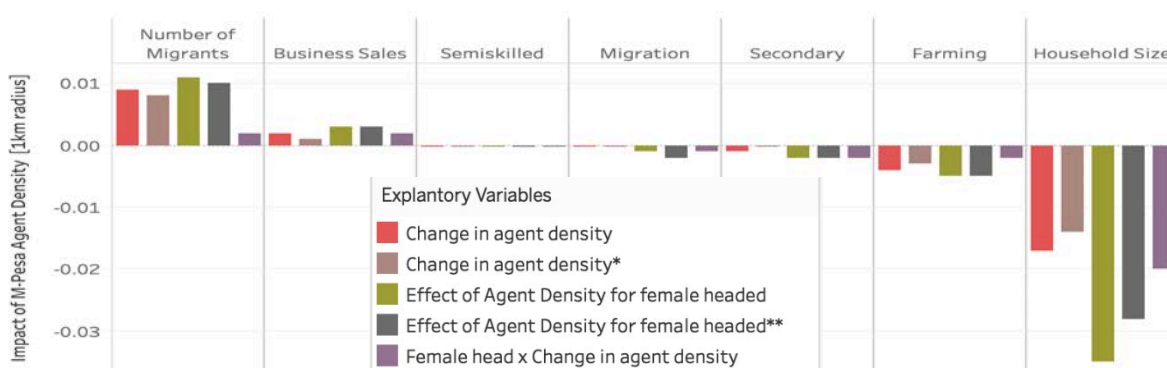 Number of
Migrants
Business Sales
Semiskilled
Migration
Secondary
Farming
Household Size
Impact of M-Pesa Agent Density [1km radius]
0.01
0.00
-0.01
-0.02
-0.03
Explantory Variables
Change in agent density
Change in agent density*
Effect of Agent Density for female headed
Effect of Agent Density for female headed**
Female head x Change in agent density